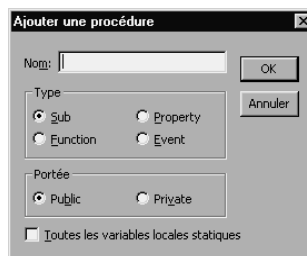 Ajouter une procédure
Nom:
OK
Annuler
Type
Sub
Property
Function
Event
Portée
Public
Private
Toutes les variables locales statiques